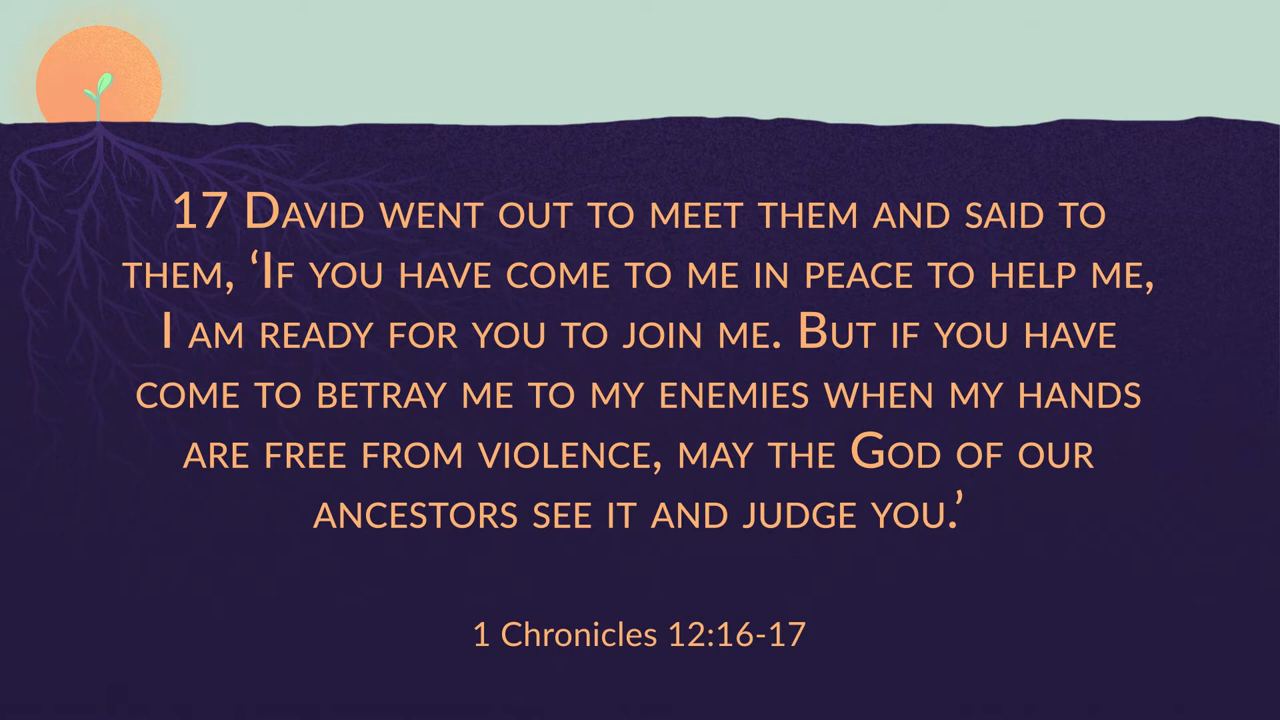 17 David went out to meet them and said to
them, ‘If you have come to me in peace to help me,
I am ready for you to join me. But if you have
come to betray me to my enemies when my hands
are free from violence, may the God of our
ancestors see it and judge you.’
1 Chronicles 12:16-17